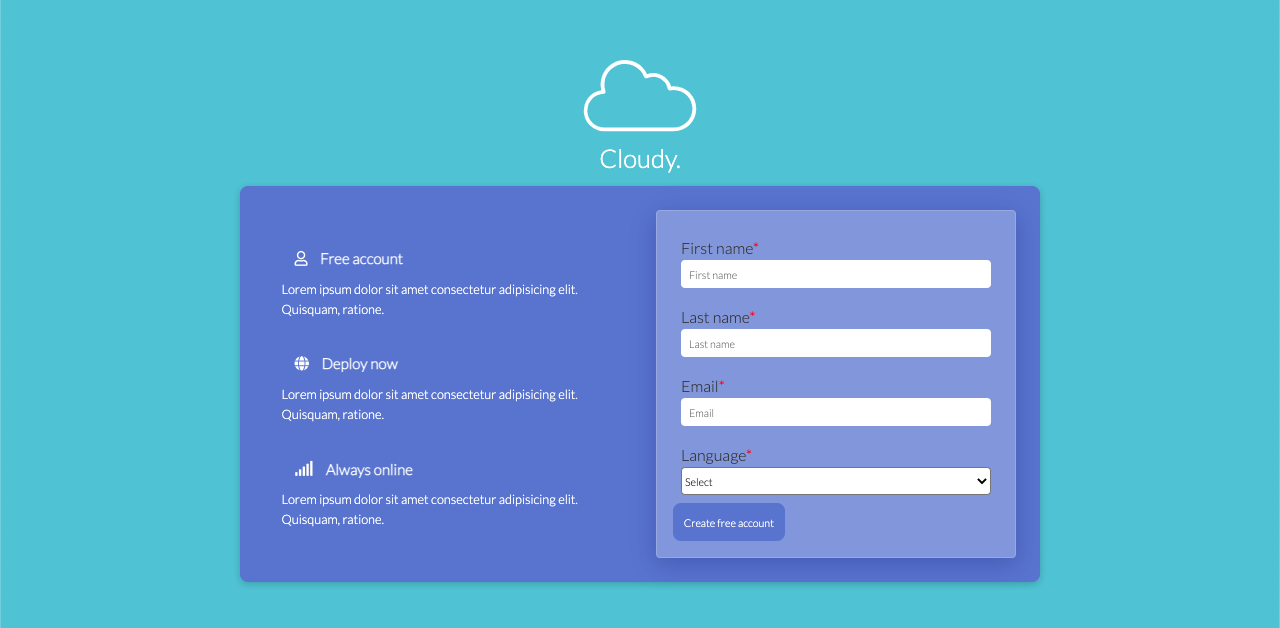 Cloudy.
Free account
Lorem ipsum dolor sit amet consectetur adipisicing elit.
Quisquam, ratione.
Deploy now
Lorem ipsum dolor sit amet consectetur adipisicing elit.
Quisquam, ratione.
Always online
Lorem ipsum dolor sit amet consectetur adipisicing elit.
Quisquam, ratione.
First name*
First name
Last name*
Last name
Email*
Email
Language*
Select
Create free account